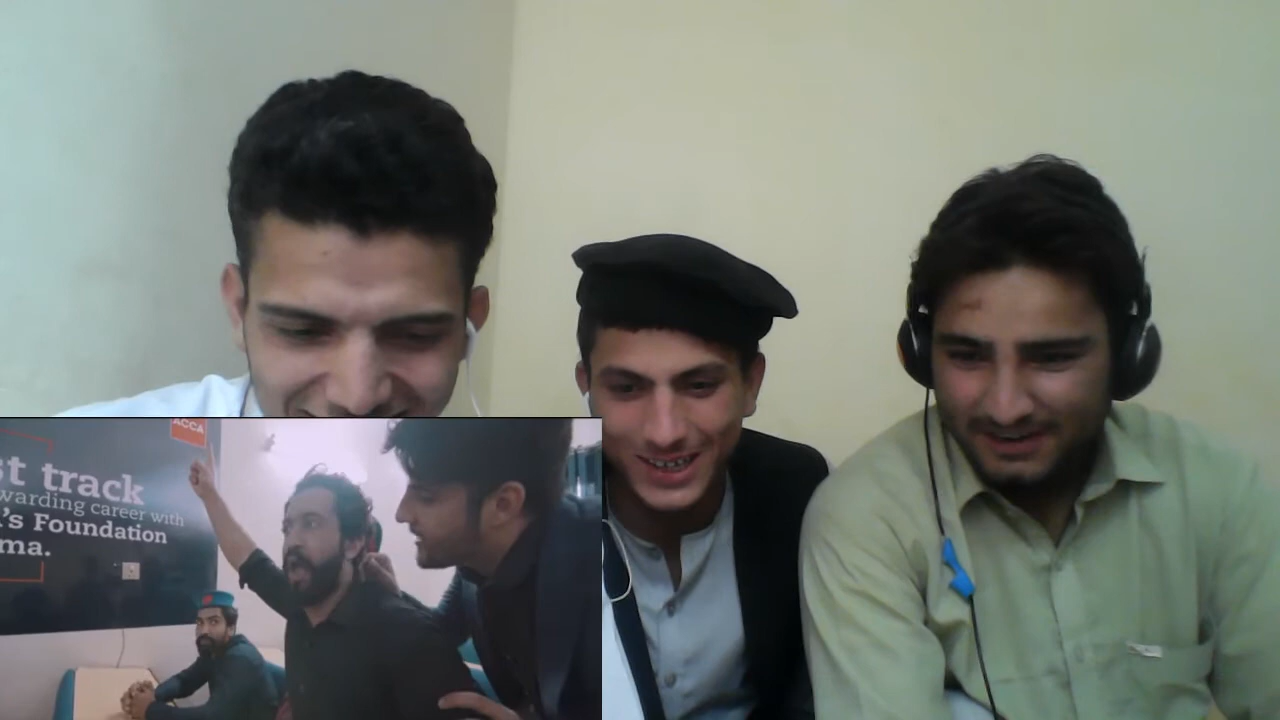 ACCA
st track
warding career with
's Foundation
ma.